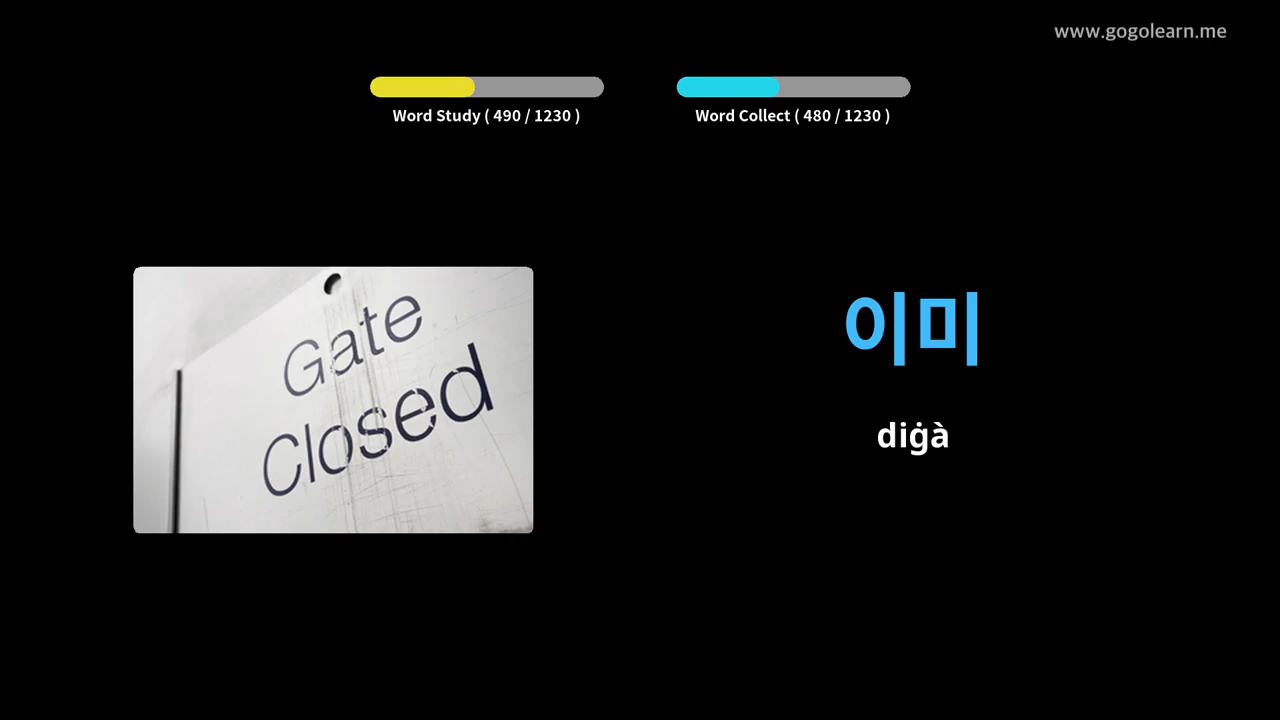 www.gogolearn.me
Word Study ( 490 / 1230 )
Word Collect ( 480 / 1230 )
Gate
Closed
이미
diġà